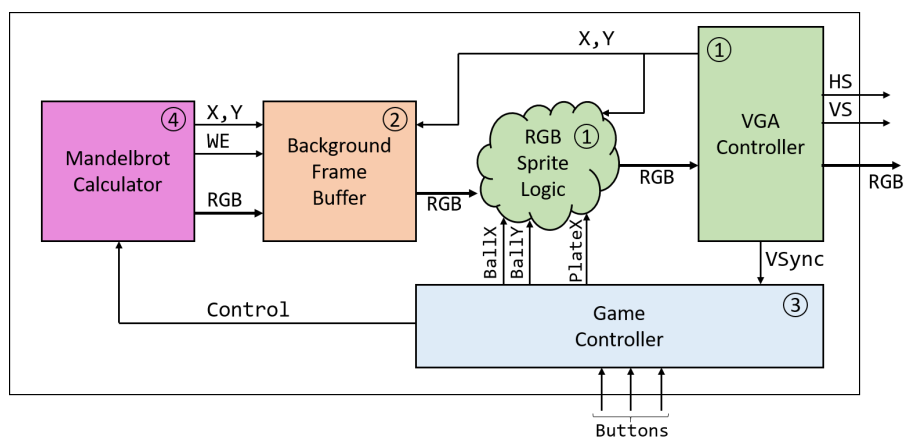 X,Y
①
HS
VS
VGA
Controller
RGB
④
Mandelbrot
Calculator
X,Y
WE
RGB
②
Background
Frame
Buffer
RGB
①
RGB
Sprite
Logic
RGB
BallX
BallY
PlateX
VSync
Control
③
Game
Controller
Buttons